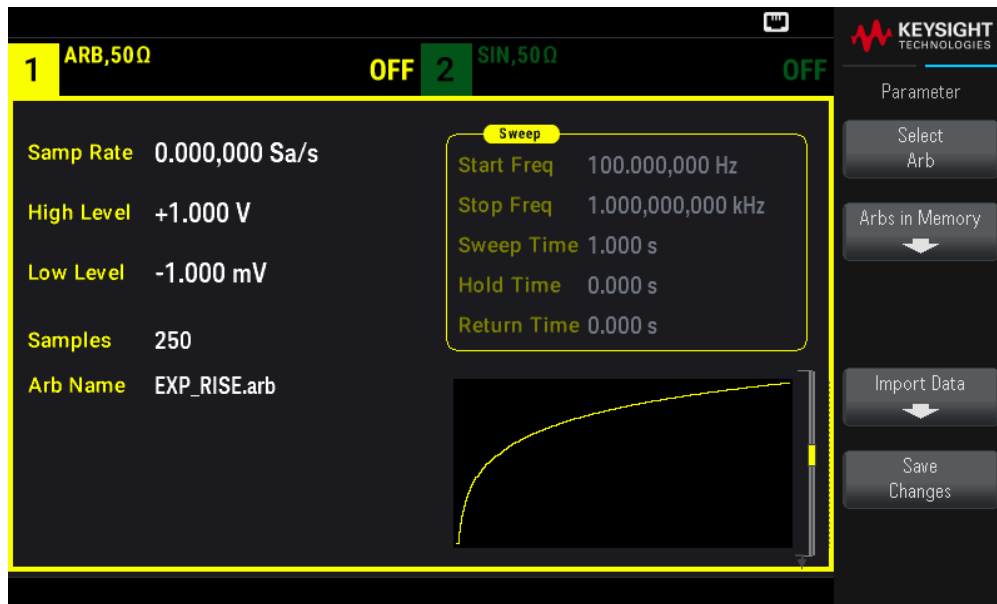 KEYSIGHT
TECHNOLOGIES
1 ARB,50Ω OFF
2 SIN,50Ω OFF
Samp Rate 0.000,000 Sa/s
High Level +1.000 V
Low Level -1.000 mV
Samples 250
Arb Name EXP_RISE.arb
Sweep
Start Freq 100.000,000 Hz
Stop Freq 1.000,000,000 kHz
Sweep Time 1.000 s
Hold Time 0.000 s
Return Time 0.000 s
Parameter
Select
Arb
Arbs in Memory
Import Data
Save
Changes